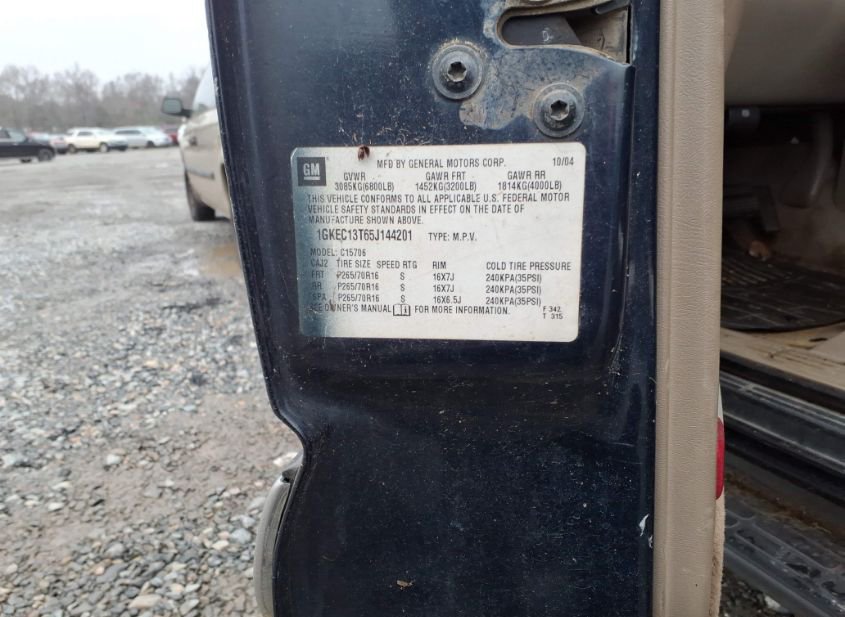 GM MFD BY GENERAL MOTORS CORP. 10/04
GVWR GAWR FRT GAWR RR
3085KG(6800LB) 1452KG(3200LB) 1814KG(4000LB)
THIS VEHICLE CONFORMS TO ALL APPLICABLE U.S. FEDERAL MOTOR
VEHICLE SAFETY STANDARDS IN EFFECT ON THE DATE OF
MANUFACTURE SHOWN ABOVE.
1GKEC13T65J144201 TYPE: M.P.V.
MODEL: C15706
CAJ2 TIRE SIZE SPEED RTG RIM COLD TIRE PRESSURE
FRT P265/70R16 S 16X7J 240KPA(35PSI)
RR P265/70R16 S 16X7J 240KPA(35PSI)
SPA P265/70R16 S 16X6.5J 240KPA(35PSI)
SEE OWNER'S MANUAL FOR MORE INFORMATION. F 342
T 315